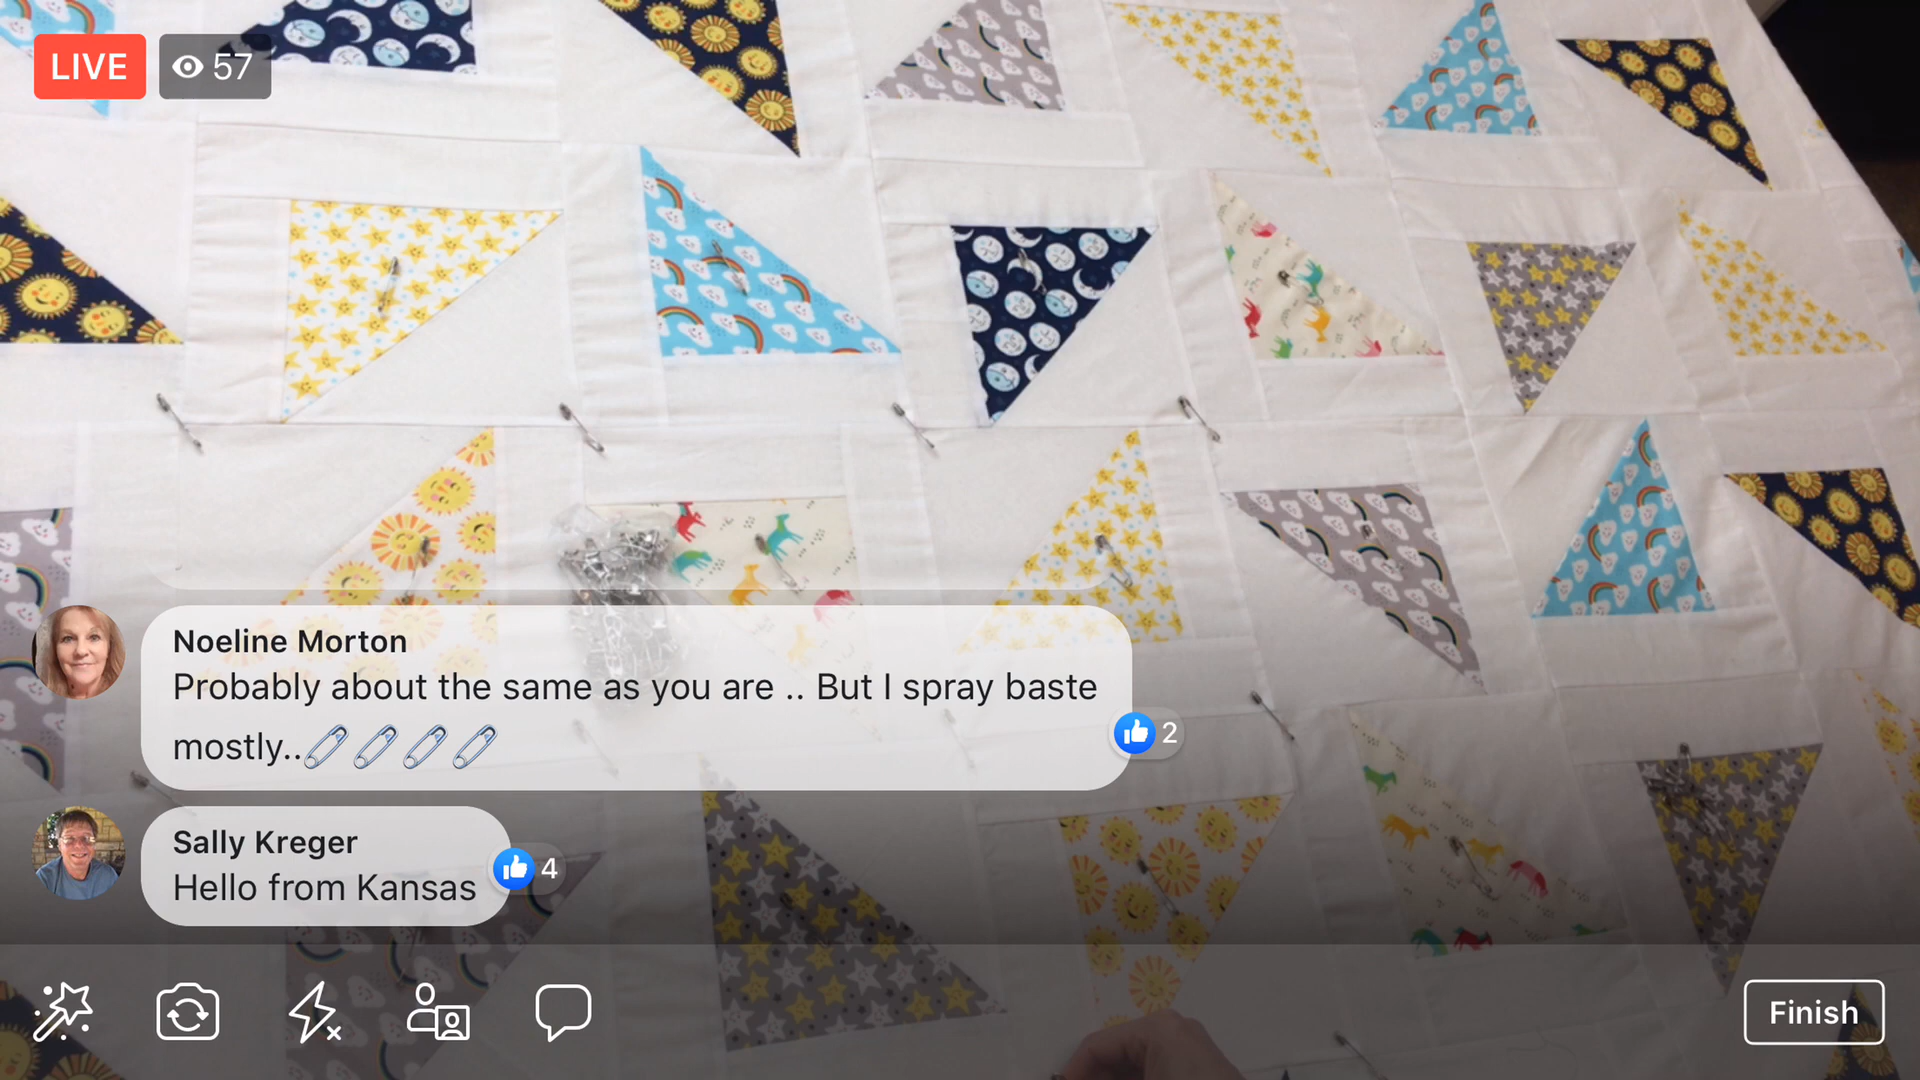 LIVE
57
Noeline Morton
Probably about the same as you are .. But I spray baste
mostly..🧷🧷🧷🧷
2
Sally Kreger
Hello from Kansas
4
Finish